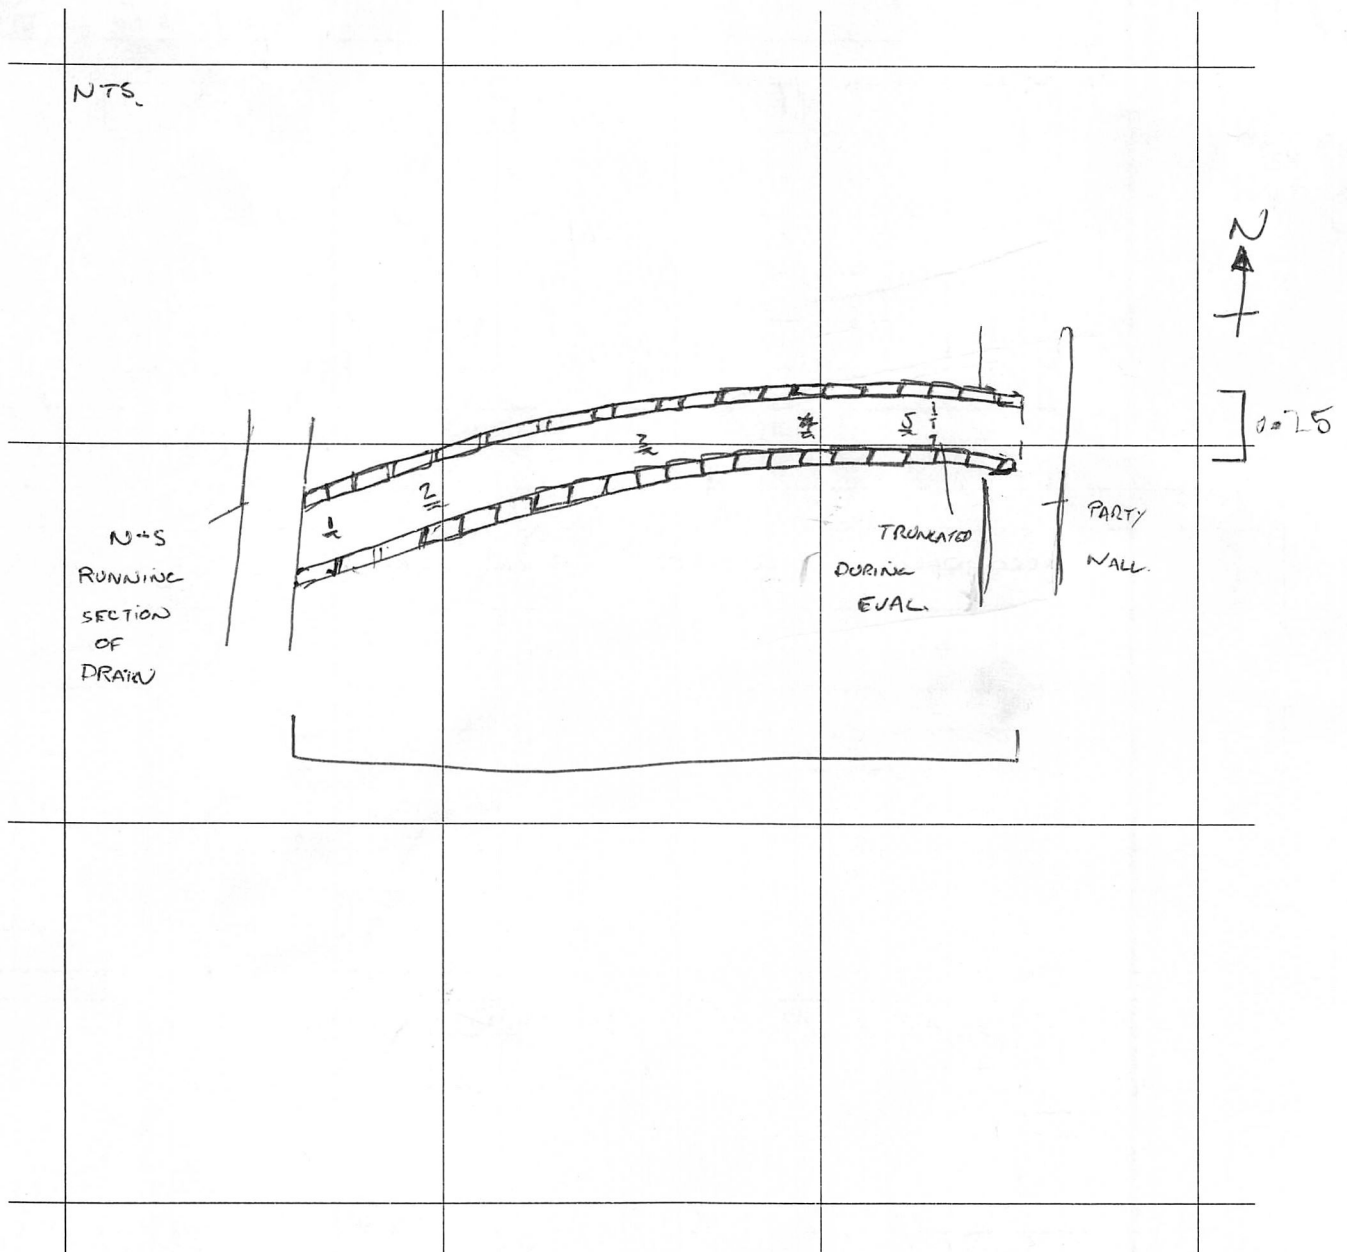 NTS.
N
0.25
1
2
3
4
5
N-S
RUNNING
SECTION
OF
DRAIN
TRUNCATED
DURING
EVAL.
PARTY
WALL.